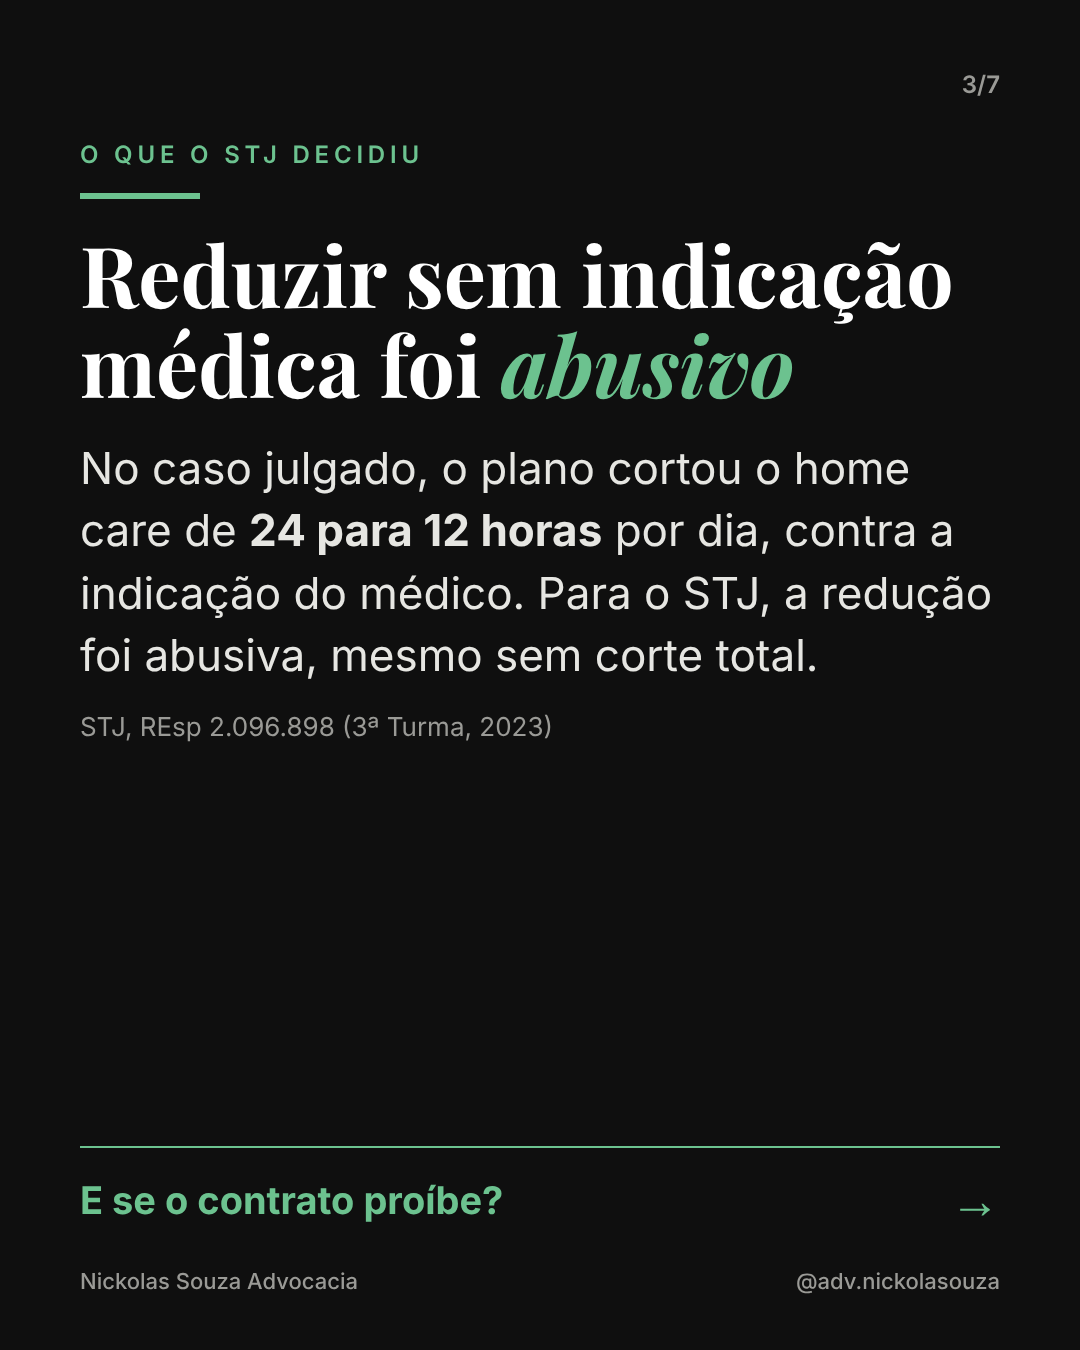 3/7
O QUE O STJ DECIDIU
Reduzir sem indicação
médica foi abusivo
No caso julgado, o plano cortou o home
care de 24 para 12 horas por dia, contra a
indicação do médico. Para o STJ, a redução
foi abusiva, mesmo sem corte total.
STJ, REsp 2.096.898 (3ª Turma, 2023)
E se o contrato proíbe? →
Nickolas Souza Advocacia @adv.nickolasouza